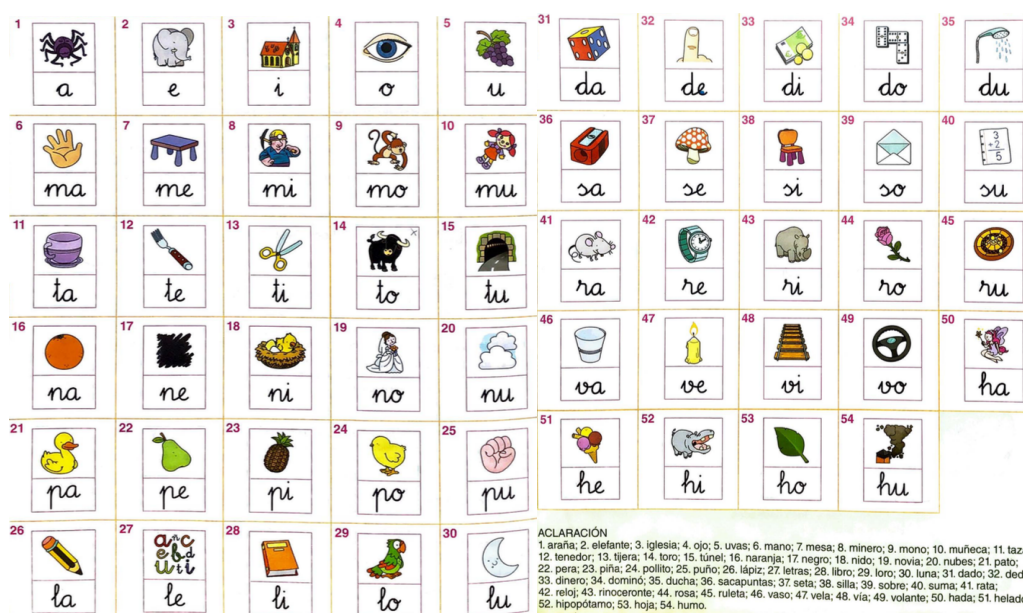 1 2 3 4 5
a e i o u
6 7 8 9 10
ma me mi mo mu
11 12 13 14 15
ta te ti to tu
16 17 18 19 20
na ne ni no nu
21 22 23 24 25
pa pe pi po pu
26 27 28 29 30
a n c
e b d
u t i
la le li lo lu
31 32 33 34 35
da de di do du
36 37 38 39 40
3
+2
5
sa se si so su
41 42 43 44 45
ra re ri ro ru
46 47 48 49 50
va ve vi vo ha
51 52 53 54
he hi ho hu
ACLARACIÓN
1. araña; 2. elefante; 3. iglesia; 4. ojo; 5. uvas; 6. mano; 7. mesa; 8. minero; 9. mono; 10. muñeca; 11. taz
12. tenedor; 13. tijera; 14. toro; 15. túnel; 16. naranja; 17. negro; 18. nido; 19. novia; 20. nubes; 21. pato;
22. pera; 23. piña; 24. pollito; 25. puño; 26. lápiz; 27. letras; 28. libro; 29. loro; 30. luna; 31. dado; 32. ded
33. dinero; 34. dominó; 35. ducha; 36. sacapuntas; 37. seta; 38. silla; 39. sobre; 40. suma; 41. rata;
42. reloj; 43. rinoceronte; 44. rosa; 45. ruleta; 46. vaso; 47. vela; 48. vía; 49. volante; 50. hada; 51. helado
52. hipopótamo; 53. hoja; 54. humo.